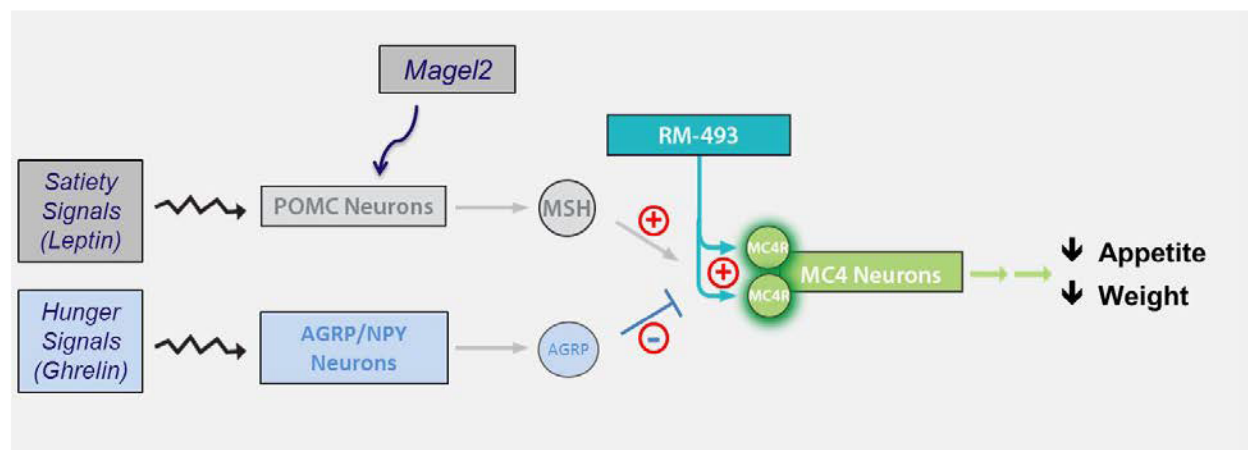 Magel2
RM-493
Satiety
Signals
(Leptin)
POMC Neurons
MSH
+
MC4R
+
MC4R
MC4 Neurons
Appetite
Weight
Hunger
Signals
(Ghrelin)
AGRP/NPY
Neurons
AGRP
-